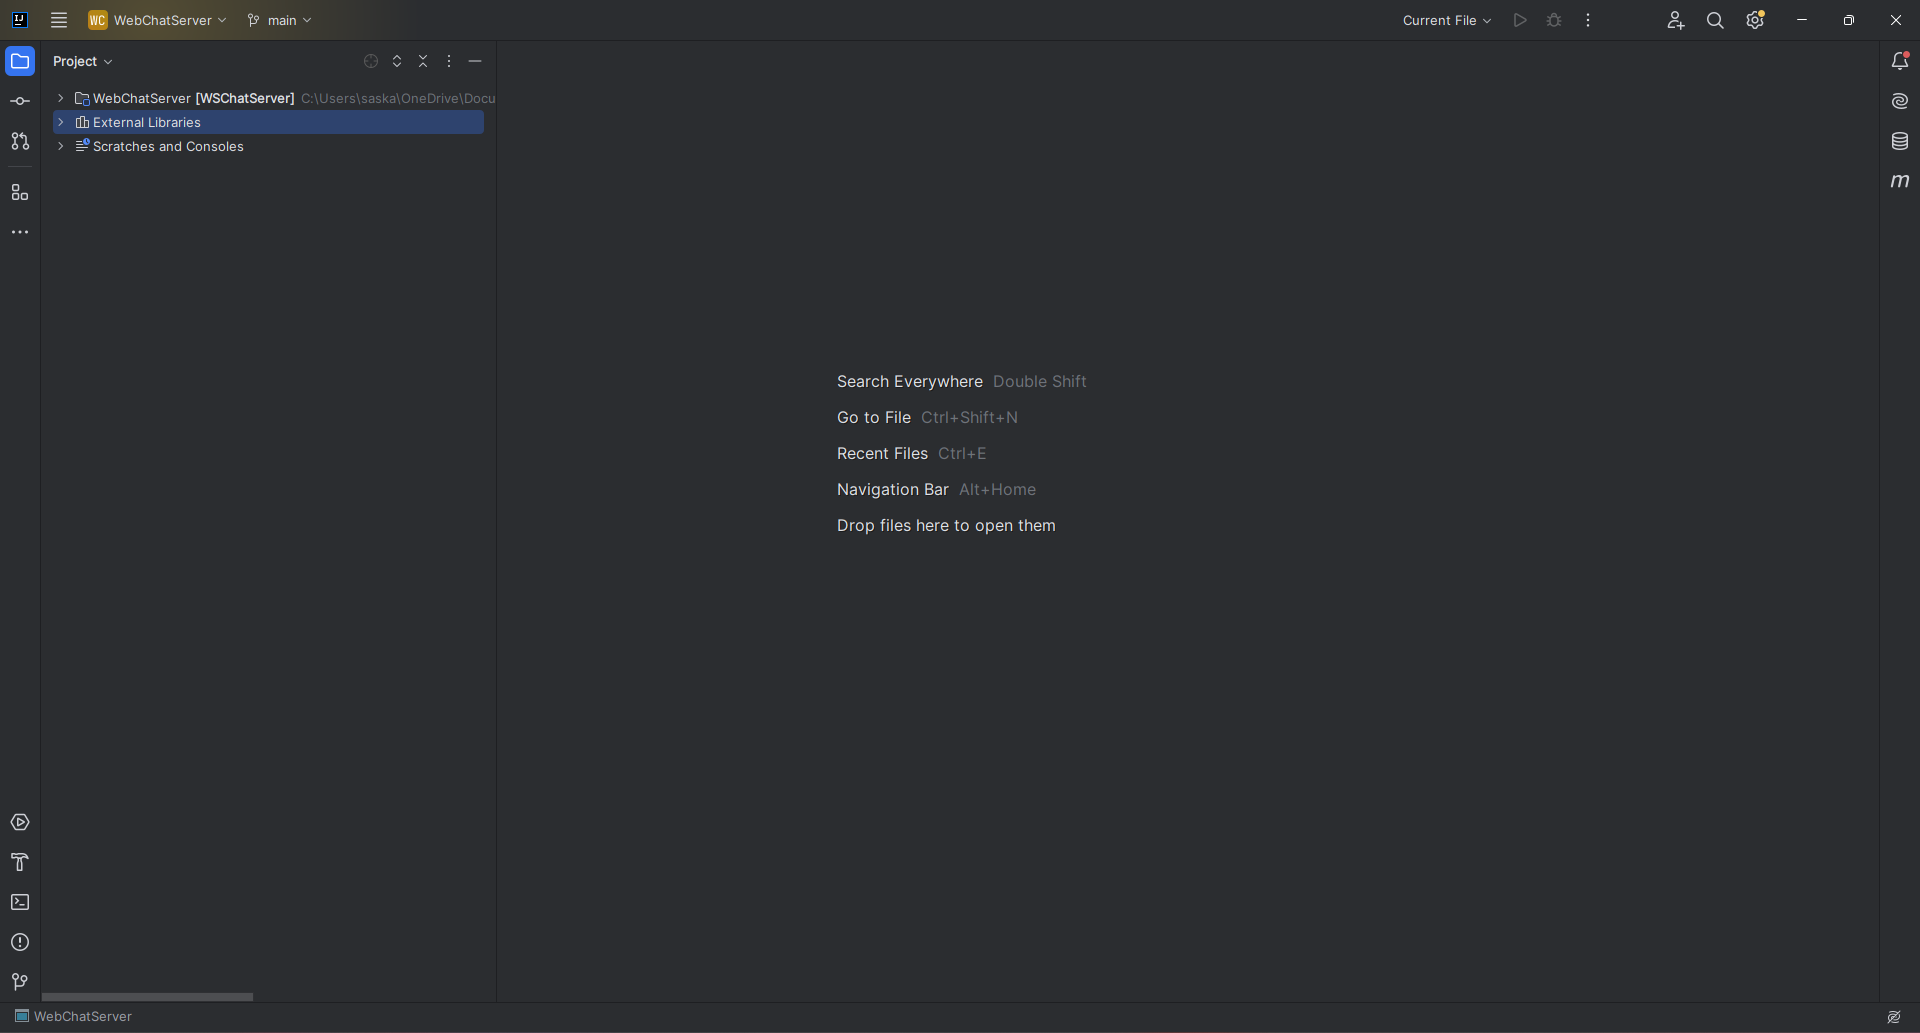 IJ
WC WebChatServer main Current File
Project
WebChatServer [WSChatServer] C:\Users\saska\OneDrive\Docu
External Libraries
Scratches and Consoles
Search Everywhere Double Shift
Go to File Ctrl+Shift+N
Recent Files Ctrl+E
Navigation Bar Alt+Home
Drop files here to open them
m
WebChatServer